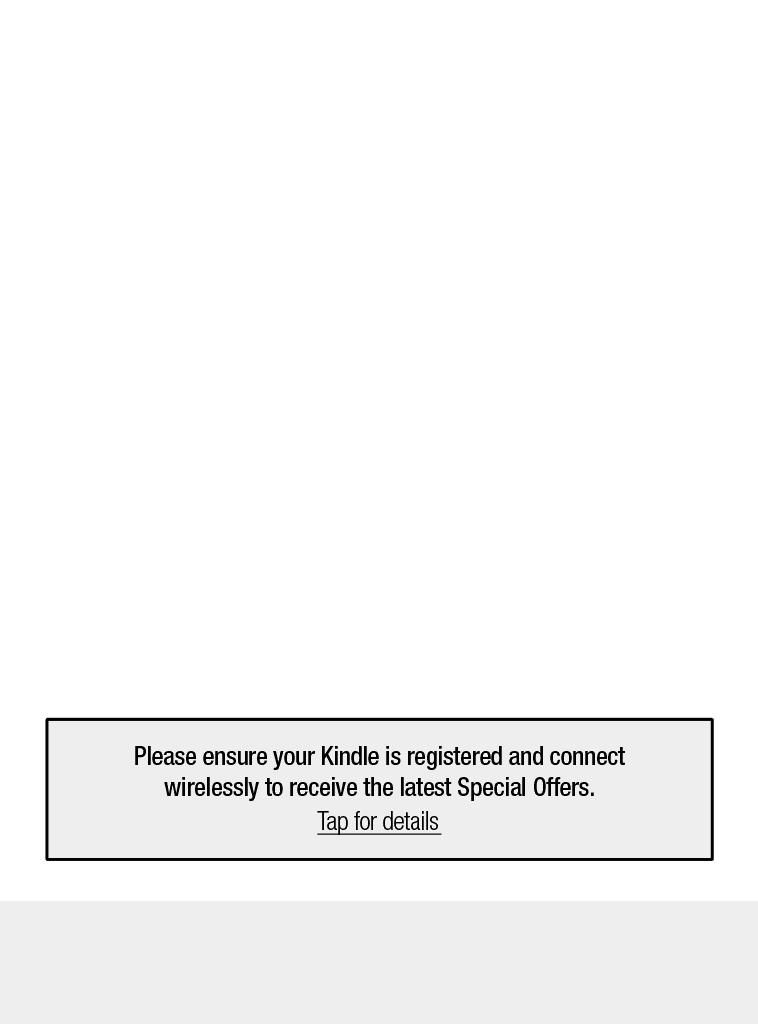 Please ensure your Kindle is registered and connect
wirelessly to receive the latest Special Offers.
Tap for details